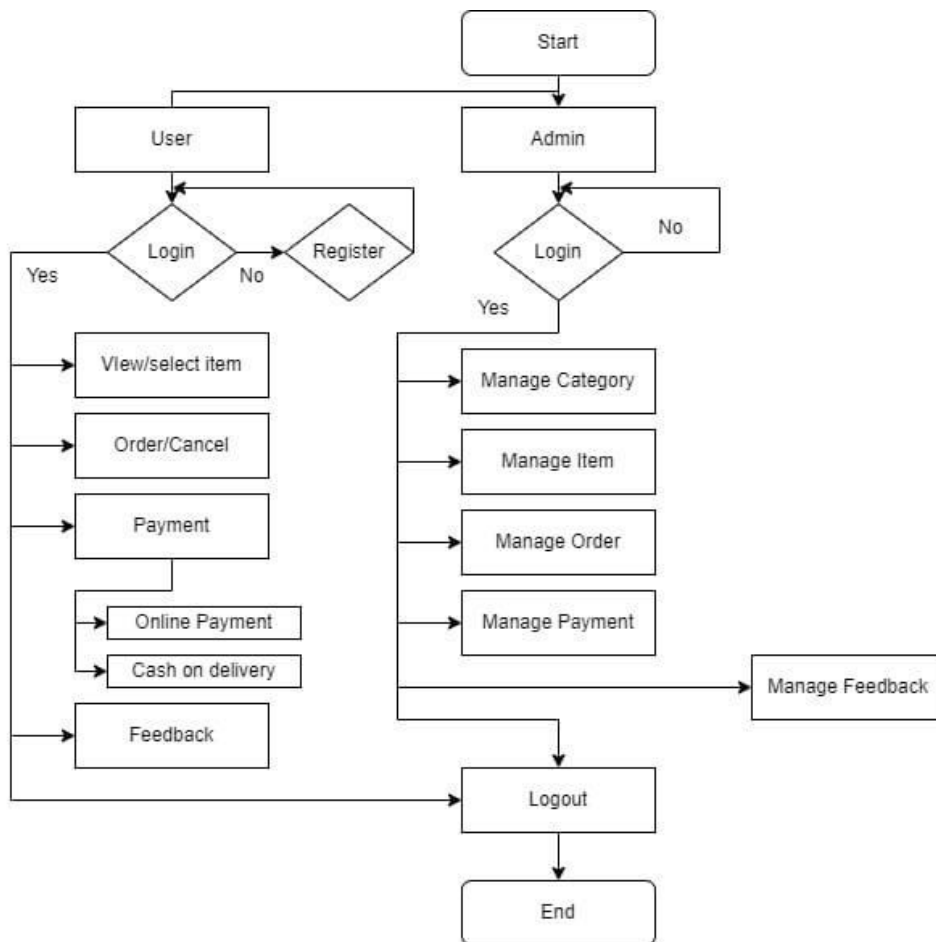 Start
User
Admin
Login
Register
Login
No
Yes
No
Yes
VIew/select item
Manage Category
Order/Cancel
Manage Item
Payment
Manage Order
Online Payment
Manage Payment
Cash on delivery
Manage Feedback
Feedback
Logout
End